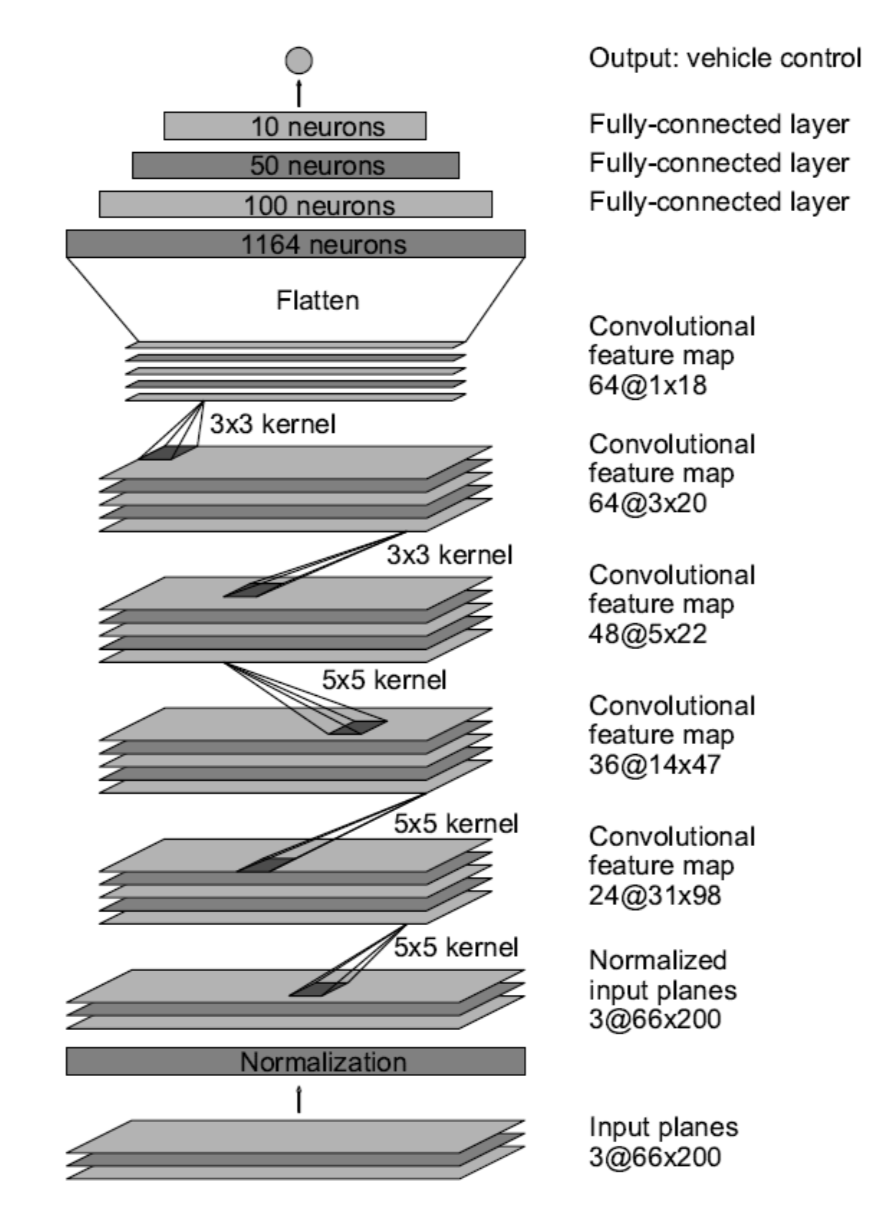 Output: vehicle control
10 neurons
Fully-connected layer
50 neurons
Fully-connected layer
100 neurons
Fully-connected layer
1164 neurons
Flatten
Convolutional
feature map
64@1x18
3x3 kernel
Convolutional
feature map
64@3x20
3x3 kernel
Convolutional
feature map
48@5x22
5x5 kernel
Convolutional
feature map
36@14x47
5x5 kernel
Convolutional
feature map
24@31x98
5x5 kernel
Normalized
input planes
3@66x200
Normalization
Input planes
3@66x200